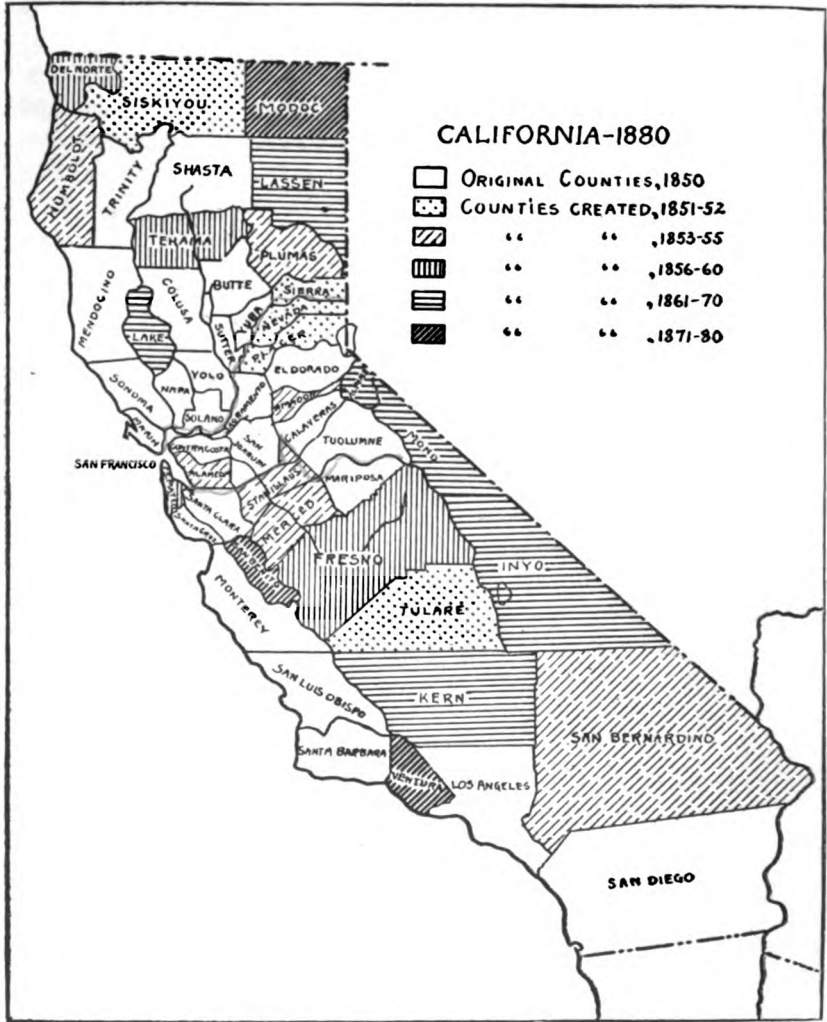 CALIFORNIA-1880
ORIGINAL COUNTIES, 1850
COUNTIES CREATED, 1851-52
“ “ , 1853-55
“ “ , 1856-60
“ “ , 1861-70
“ “ , 1871-80
DEL NORTE
SISKIYOU
MODOC
HUMBOLDT
TRINITY
SHASTA
LASSEN
TEHAMA
PLUMAS
MENDOCINO
COLUSA
BUTTE
SIERRA
YUBA
NEVADA
LAKE
SUTTER
PLACER
SONOMA
NAPA
YOLO
EL DORADO
SACRAMENTO
SOLANO
AMADOR
ALPINE
MARIN
CALAVERAS
TUOLUMNE
MONO
CONTRA COSTA
SAN JOAQUIN
SAN FRANCISCO
ALAMEDA
STANISLAUS
MARIPOSA
SANTA CLARA
SANTA CRUZ
MERCED
FRESNO
INYO
MONTEREY
TULARE
SAN LUIS OBISPO
KERN
SAN BERNARDINO
SANTA BARBARA
VENTURA
LOS ANGELES
SAN DIEGO